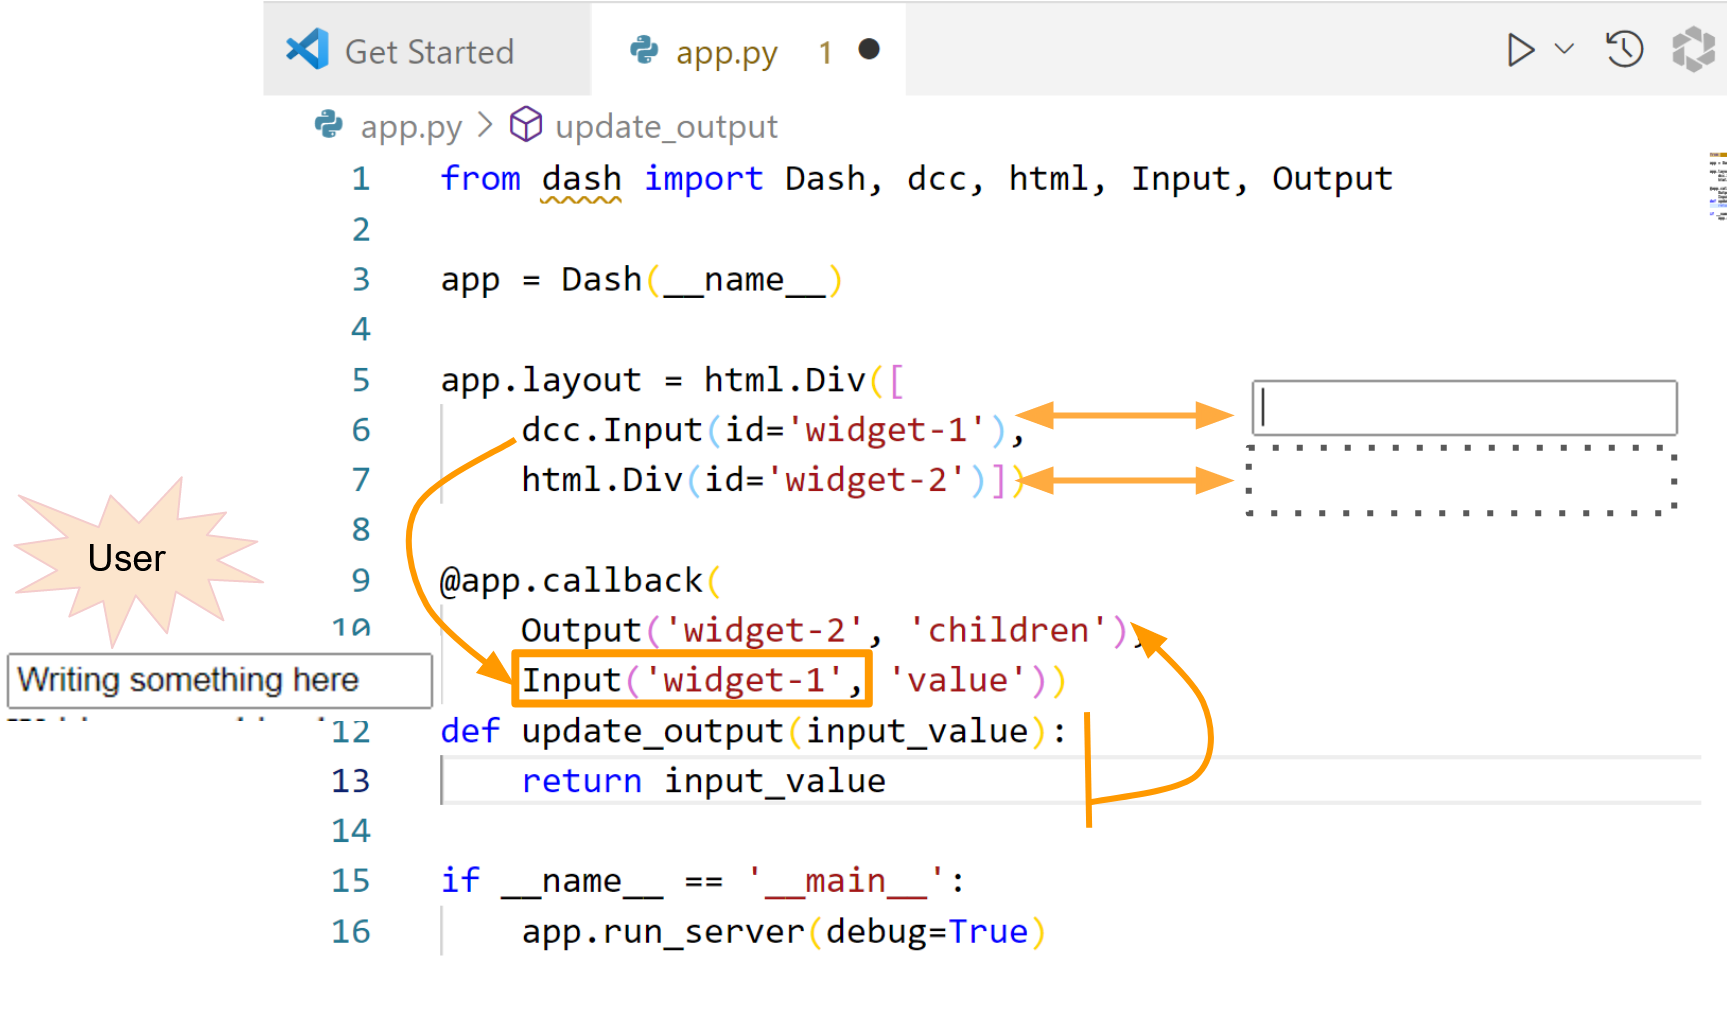 Get Started
app.py 1
app.py > update_output
1 from dash import Dash, dcc, html, Input, Output
2
3 app = Dash(__name__)
4
5 app.layout = html.Div([
6 dcc.Input(id='widget-1'),
7 html.Div(id='widget-2')])
8
User
9 @app.callback(
10 Output('widget-2', 'children'),
Writing something here
Input('widget-1', 'value'))
12 def update_output(input_value):
13 return input_value
14
15 if __name__ == '__main__':
16 app.run_server(debug=True)